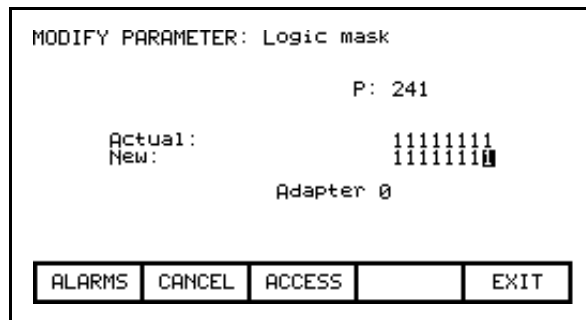 MODIFY PARAMETER: Logic mask
P: 241
Actual: 11111111
New: 11111111
Adapter 0
ALARMS CANCEL ACCESS EXIT